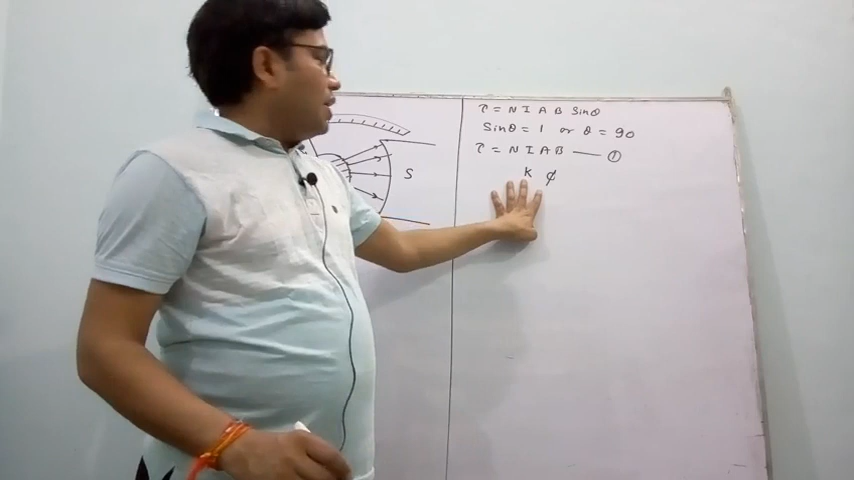 S
τ = N I A B Sinθ
Sinθ = 1 or θ = 90
τ = N I A B —— ①
K ϕ